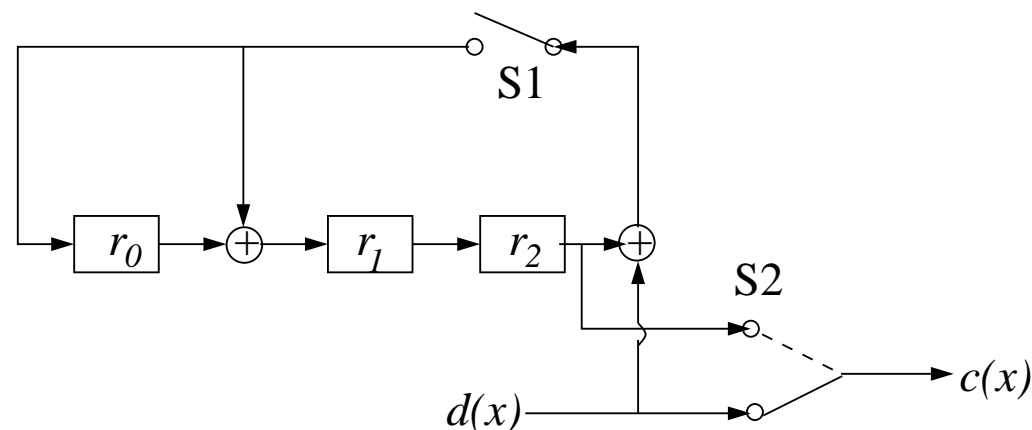 S1
r0 + r1 r2 +
S2
c(x)
d(x)